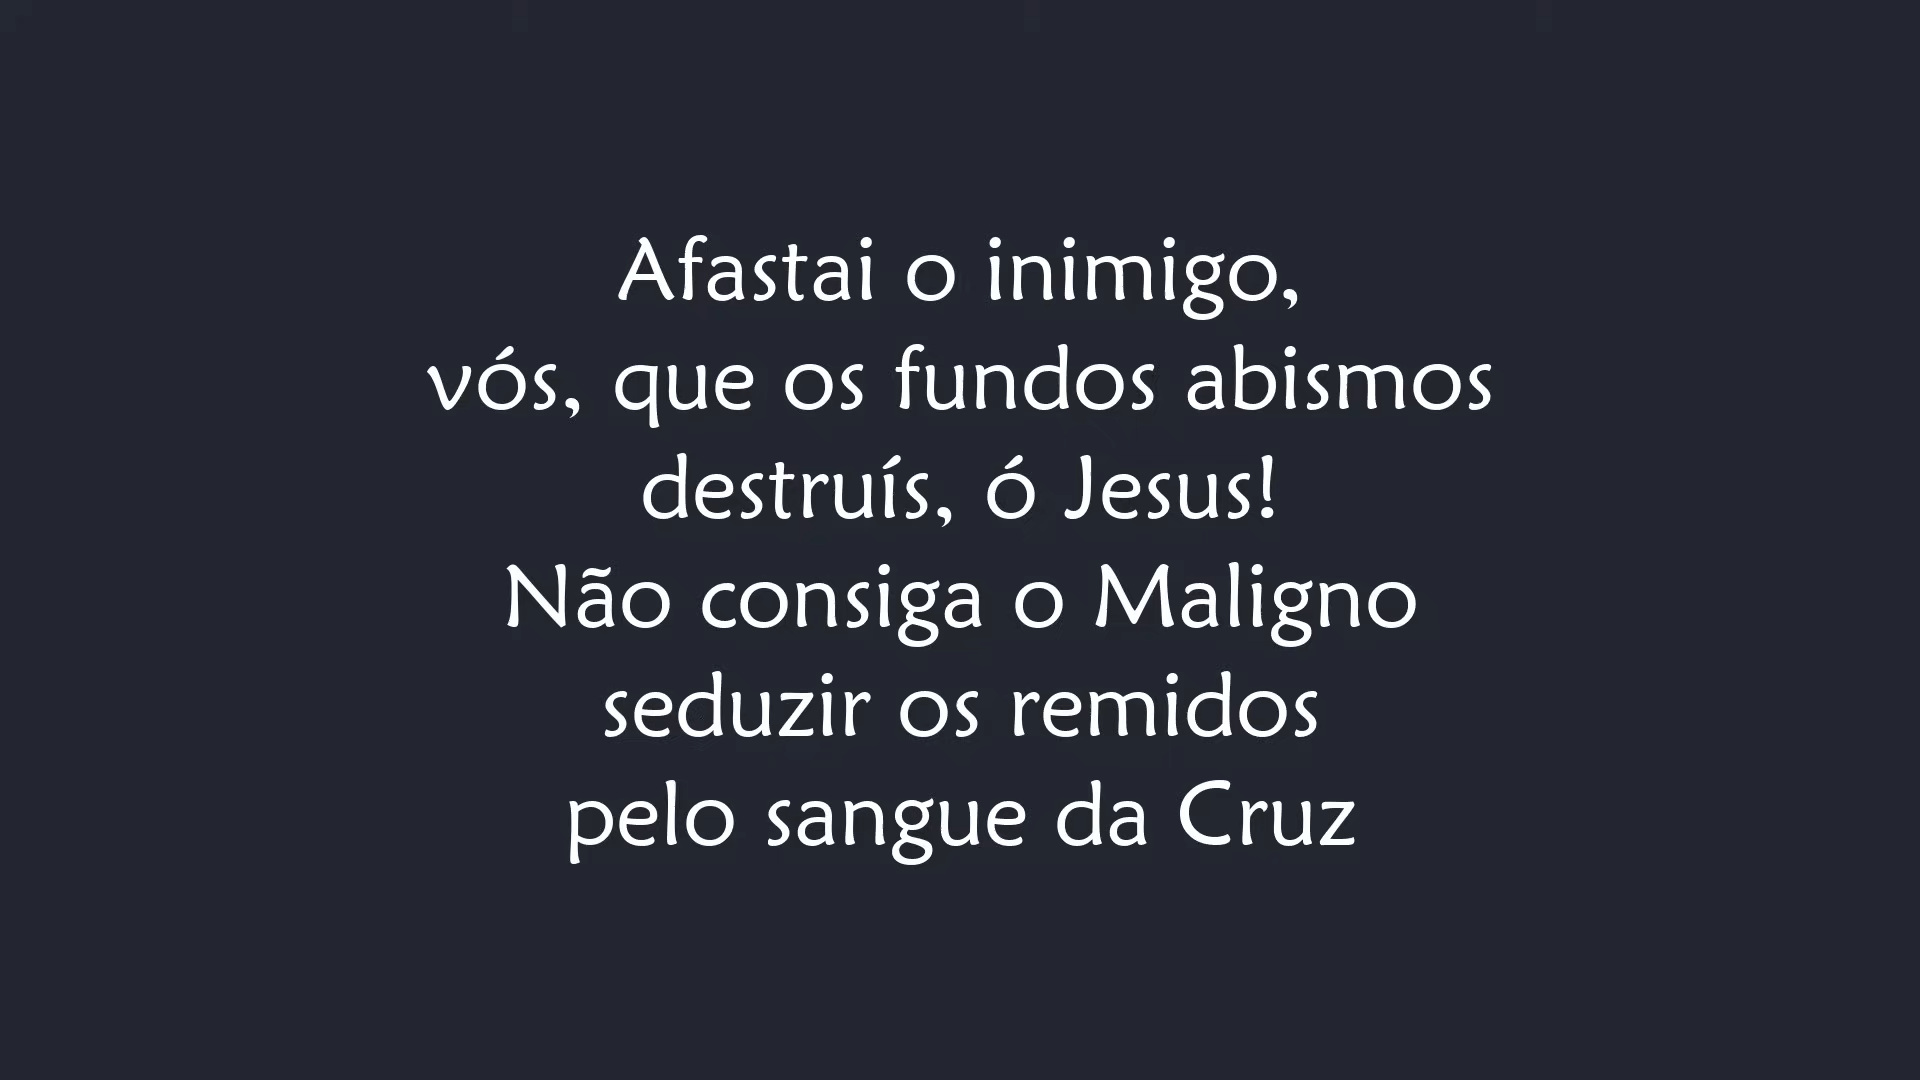 Afastai o inimigo,
vós, que os fundos abismos
destruís, ó Jesus!
Não consiga o Maligno
seduzir os remidos
pelo sangue da Cruz